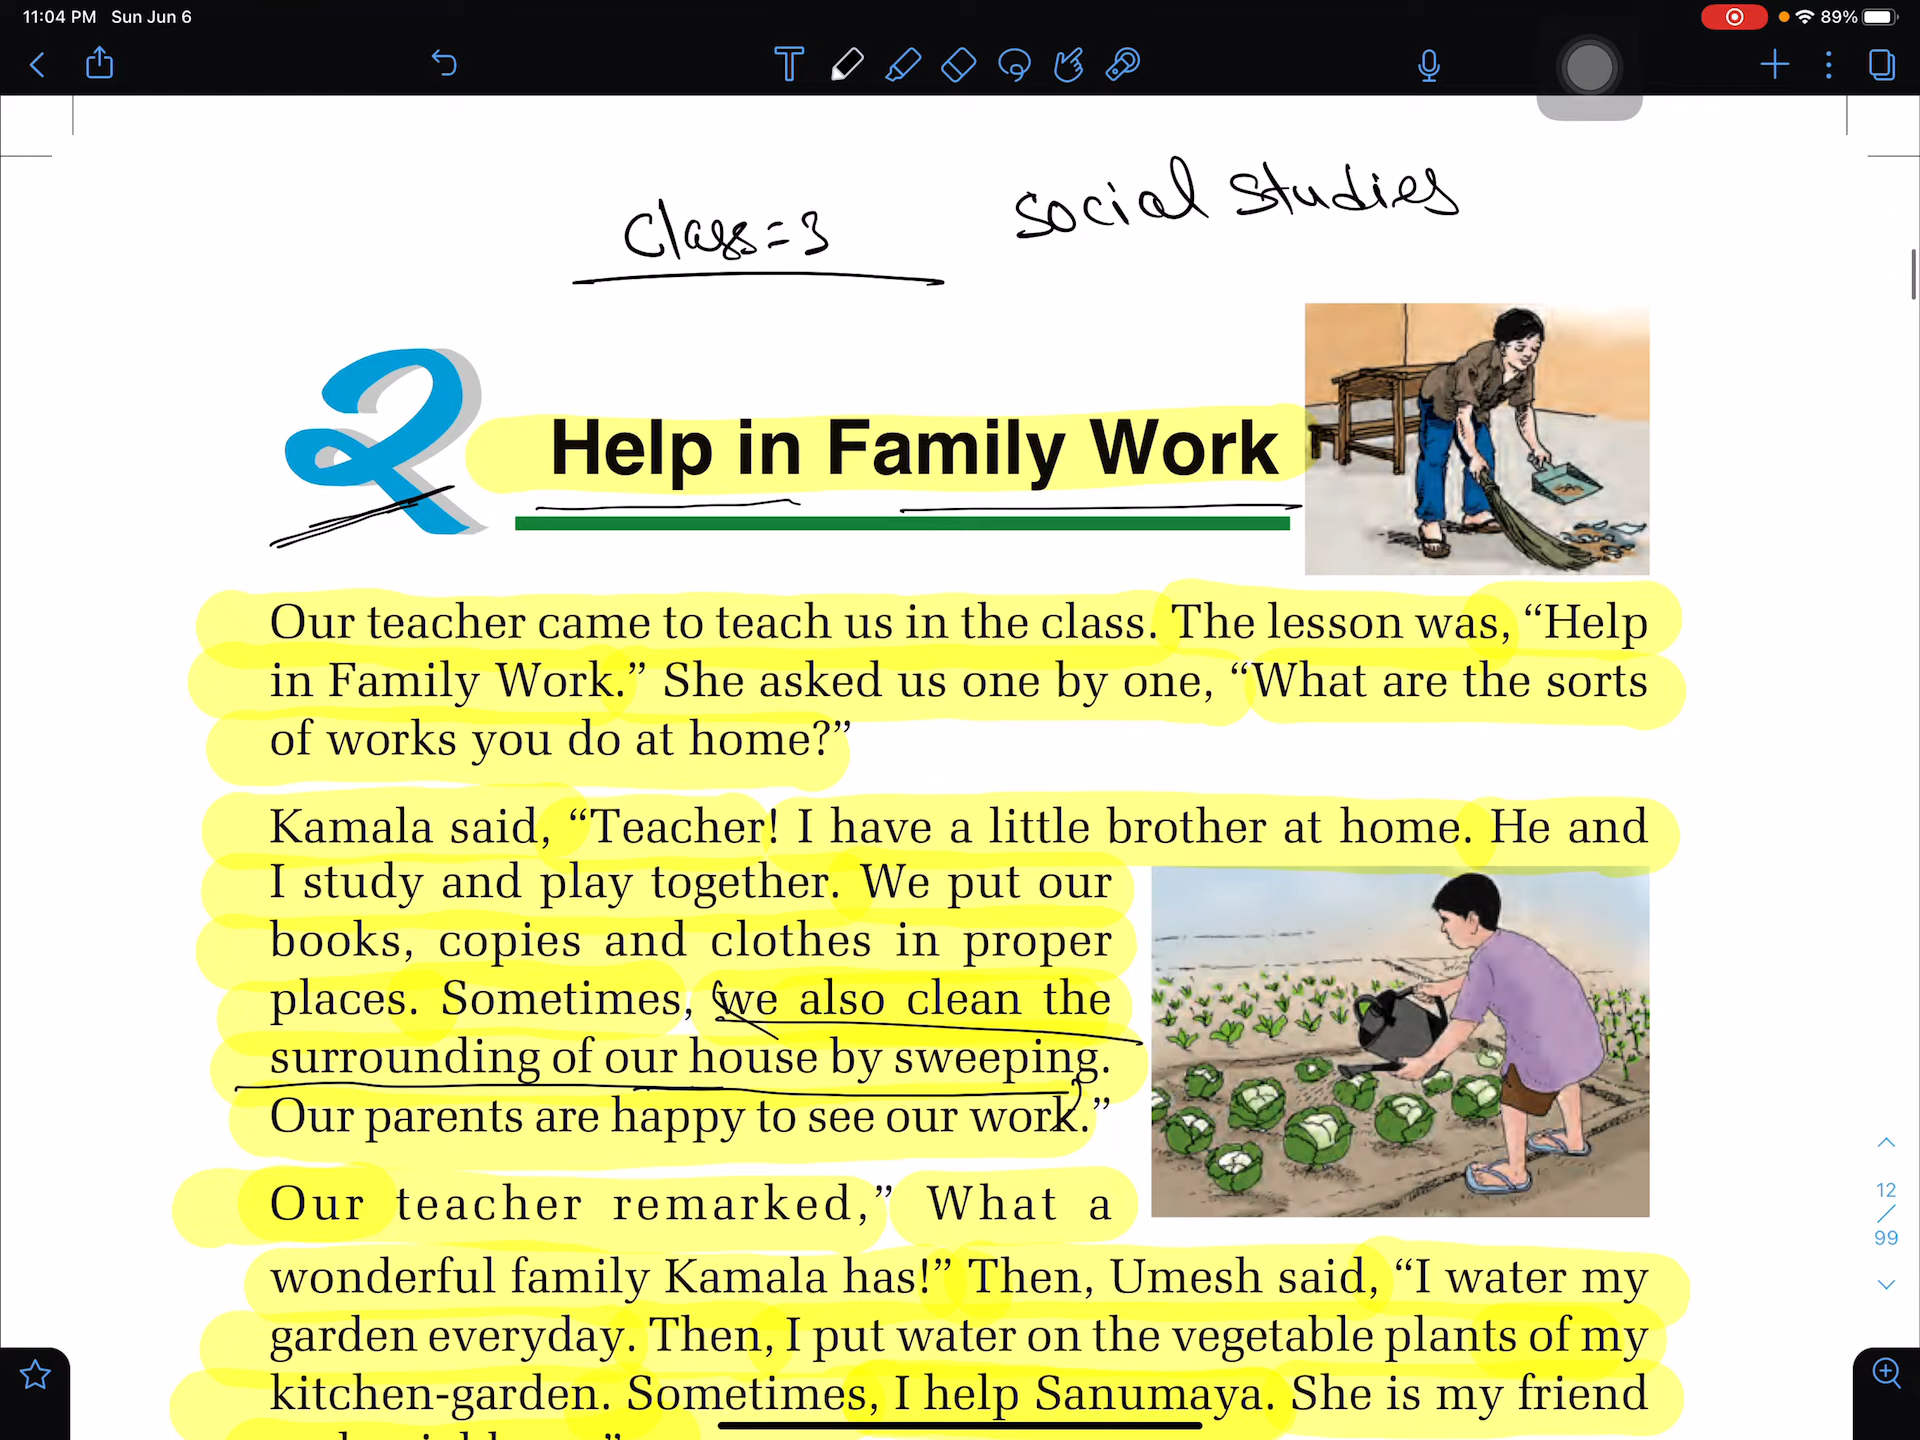 11:04 PM Sun Jun 6
89%
Class=3
Social Studies
2
Help in Family Work
Our teacher came to teach us in the class. The lesson was, “Help
in Family Work.” She asked us one by one, “What are the sorts
of works you do at home?”
Kamala said, “Teacher! I have a little brother at home. He and
I study and play together. We put our
books, copies and clothes in proper
places. Sometimes, we also clean the
surrounding of our house by sweeping.
Our parents are happy to see our work.”
Our teacher remarked,” What a
wonderful family Kamala has!” Then, Umesh said, “I water my
garden everyday. Then, I put water on the vegetable plants of my
kitchen-garden. Sometimes, I help Sanumaya. She is my friend
12
/
99